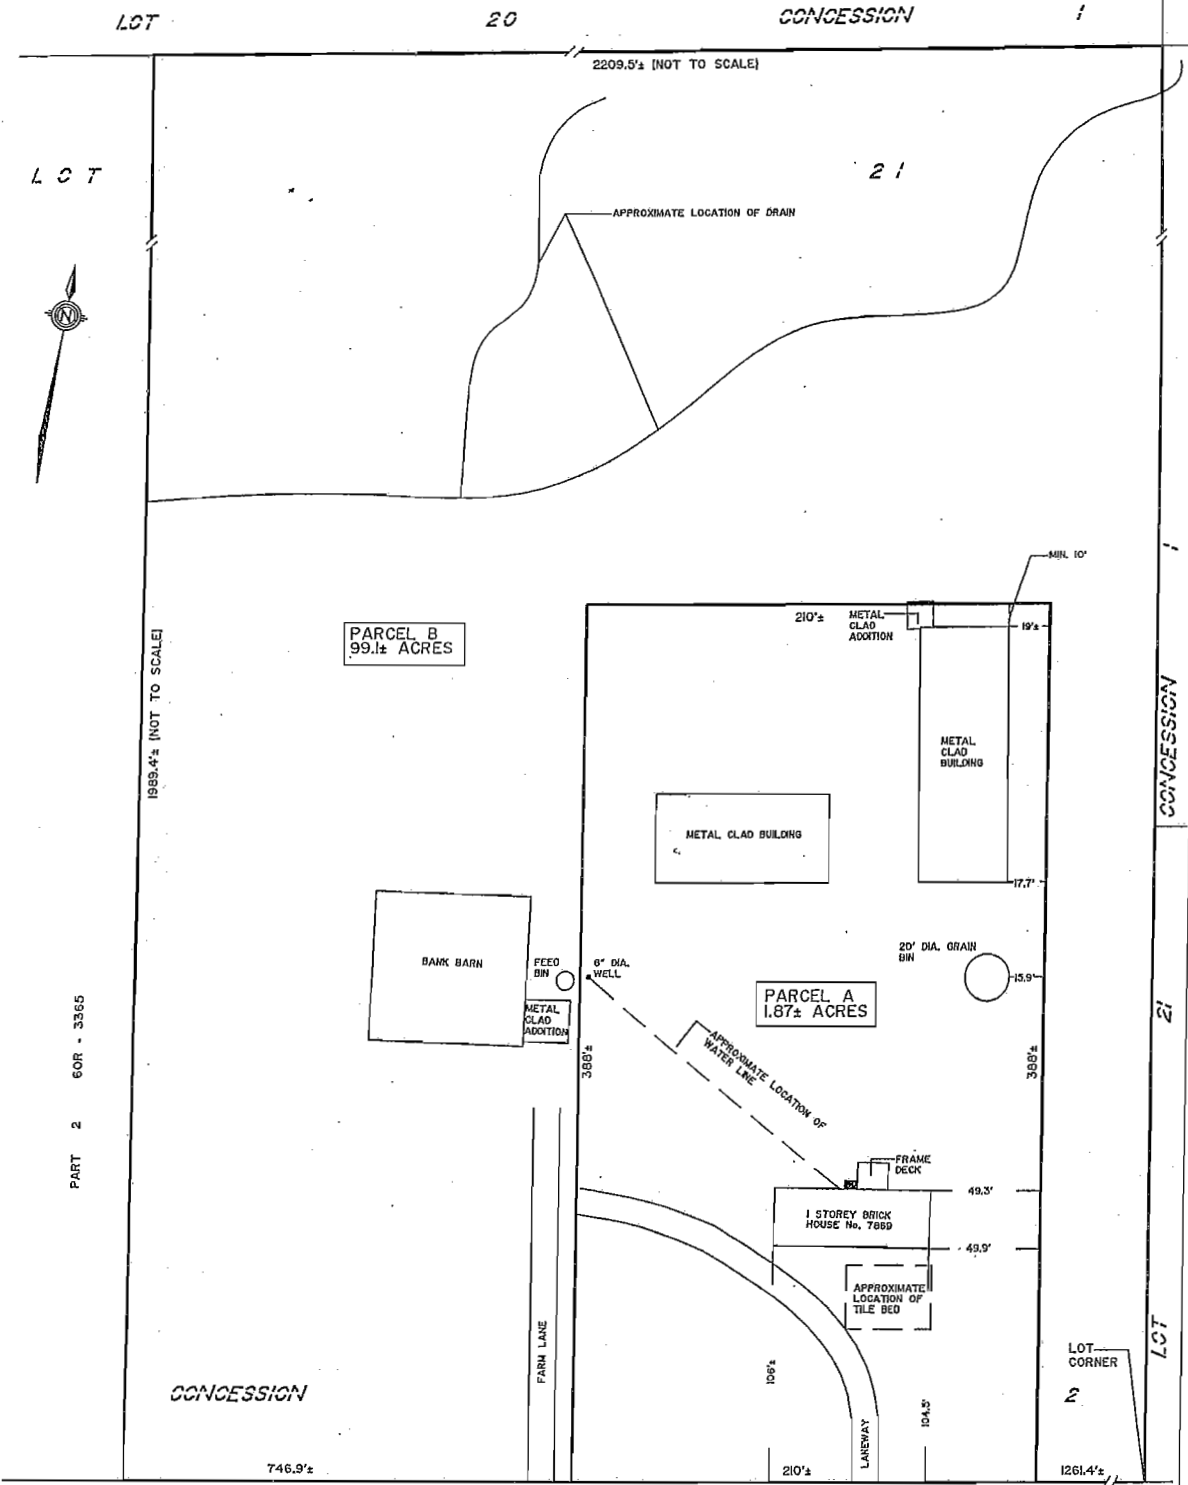 LOT 20 CONCESSION 1
2209.5'± (NOT TO SCALE)
LOT 21
APPROXIMATE LOCATION OF DRAIN
N
1
MIN. 10'
210'±
METAL
CLAD
ADDITION
19'±
PARCEL B
99.1± ACRES
1989.4'± (NOT TO SCALE)
CONCESSION
METAL
CLAD
BUILDING
METAL CLAD BUILDING
17.7'
BANK BARN
FEED
BIN
6" DIA.
WELL
20' DIA. GRAIN
BIN
15.9'
PARCEL A
1.87± ACRES
METAL
CLAD
ADDITION
21
PART 2 60R - 3365
388'±
388'±
APPROXIMATE LOCATION OF
WATER LINE
FRAME
DECK
49.3'
1 STOREY BRICK
HOUSE No. 7869
49.9'
APPROXIMATE
LOCATION OF
TILE BED
FARM LANE
LOT
LOT
CORNER
106'±
104.5'
LANEWAY
CONCESSION 2
746.9'±
210'±
1261.4'±